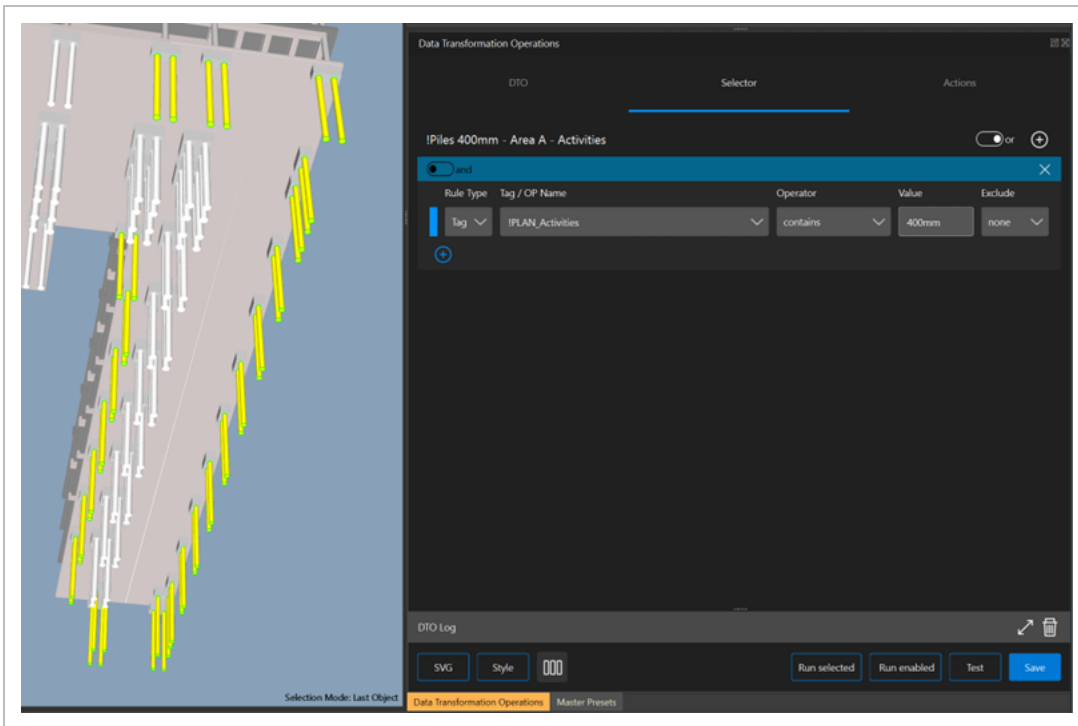 Data Transformation Operations
DTO Selector Actions
!Piles 400mm - Area A - Activities or
and
Rule Type Tag / OP Name Operator Value Exclude
Tag !PLAN_Activities contains 400mm none
DTO Log
SVG Style Run selected Run enabled Test Save
Selection Mode: Last Object
Data Transformation Operations Master Presets